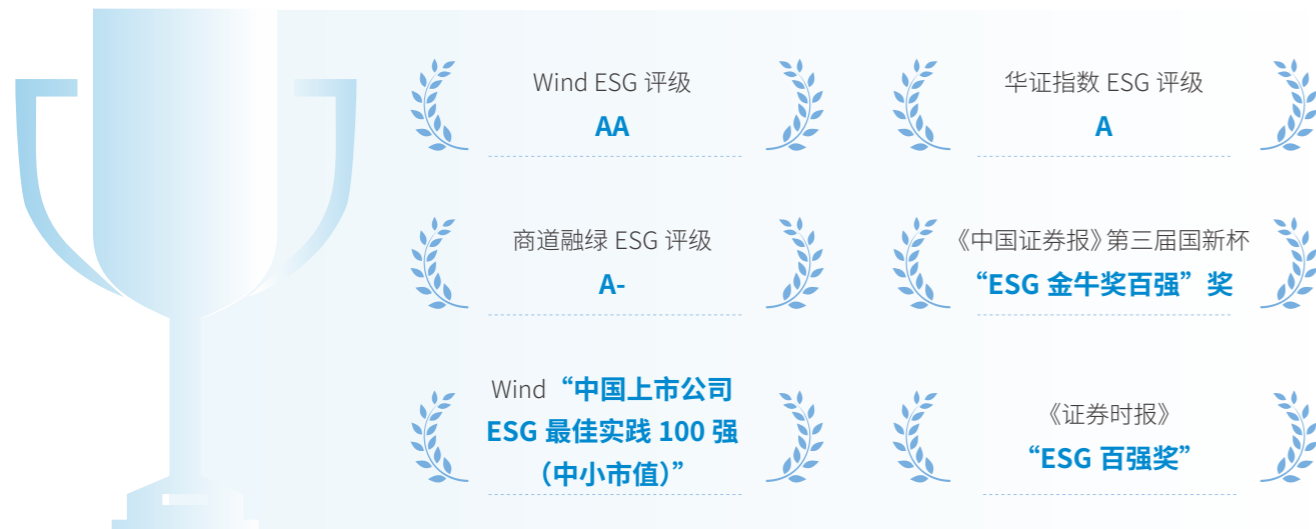 Wind ESG 评级
AA
华证指数 ESG 评级
A
商道融绿 ESG 评级
A-
《中国证券报》第三届国新杯
“ESG 金牛奖百强”奖
Wind“中国上市公司
ESG 最佳实践 100 强
（中小市值）”
《证券时报》
“ESG 百强奖”